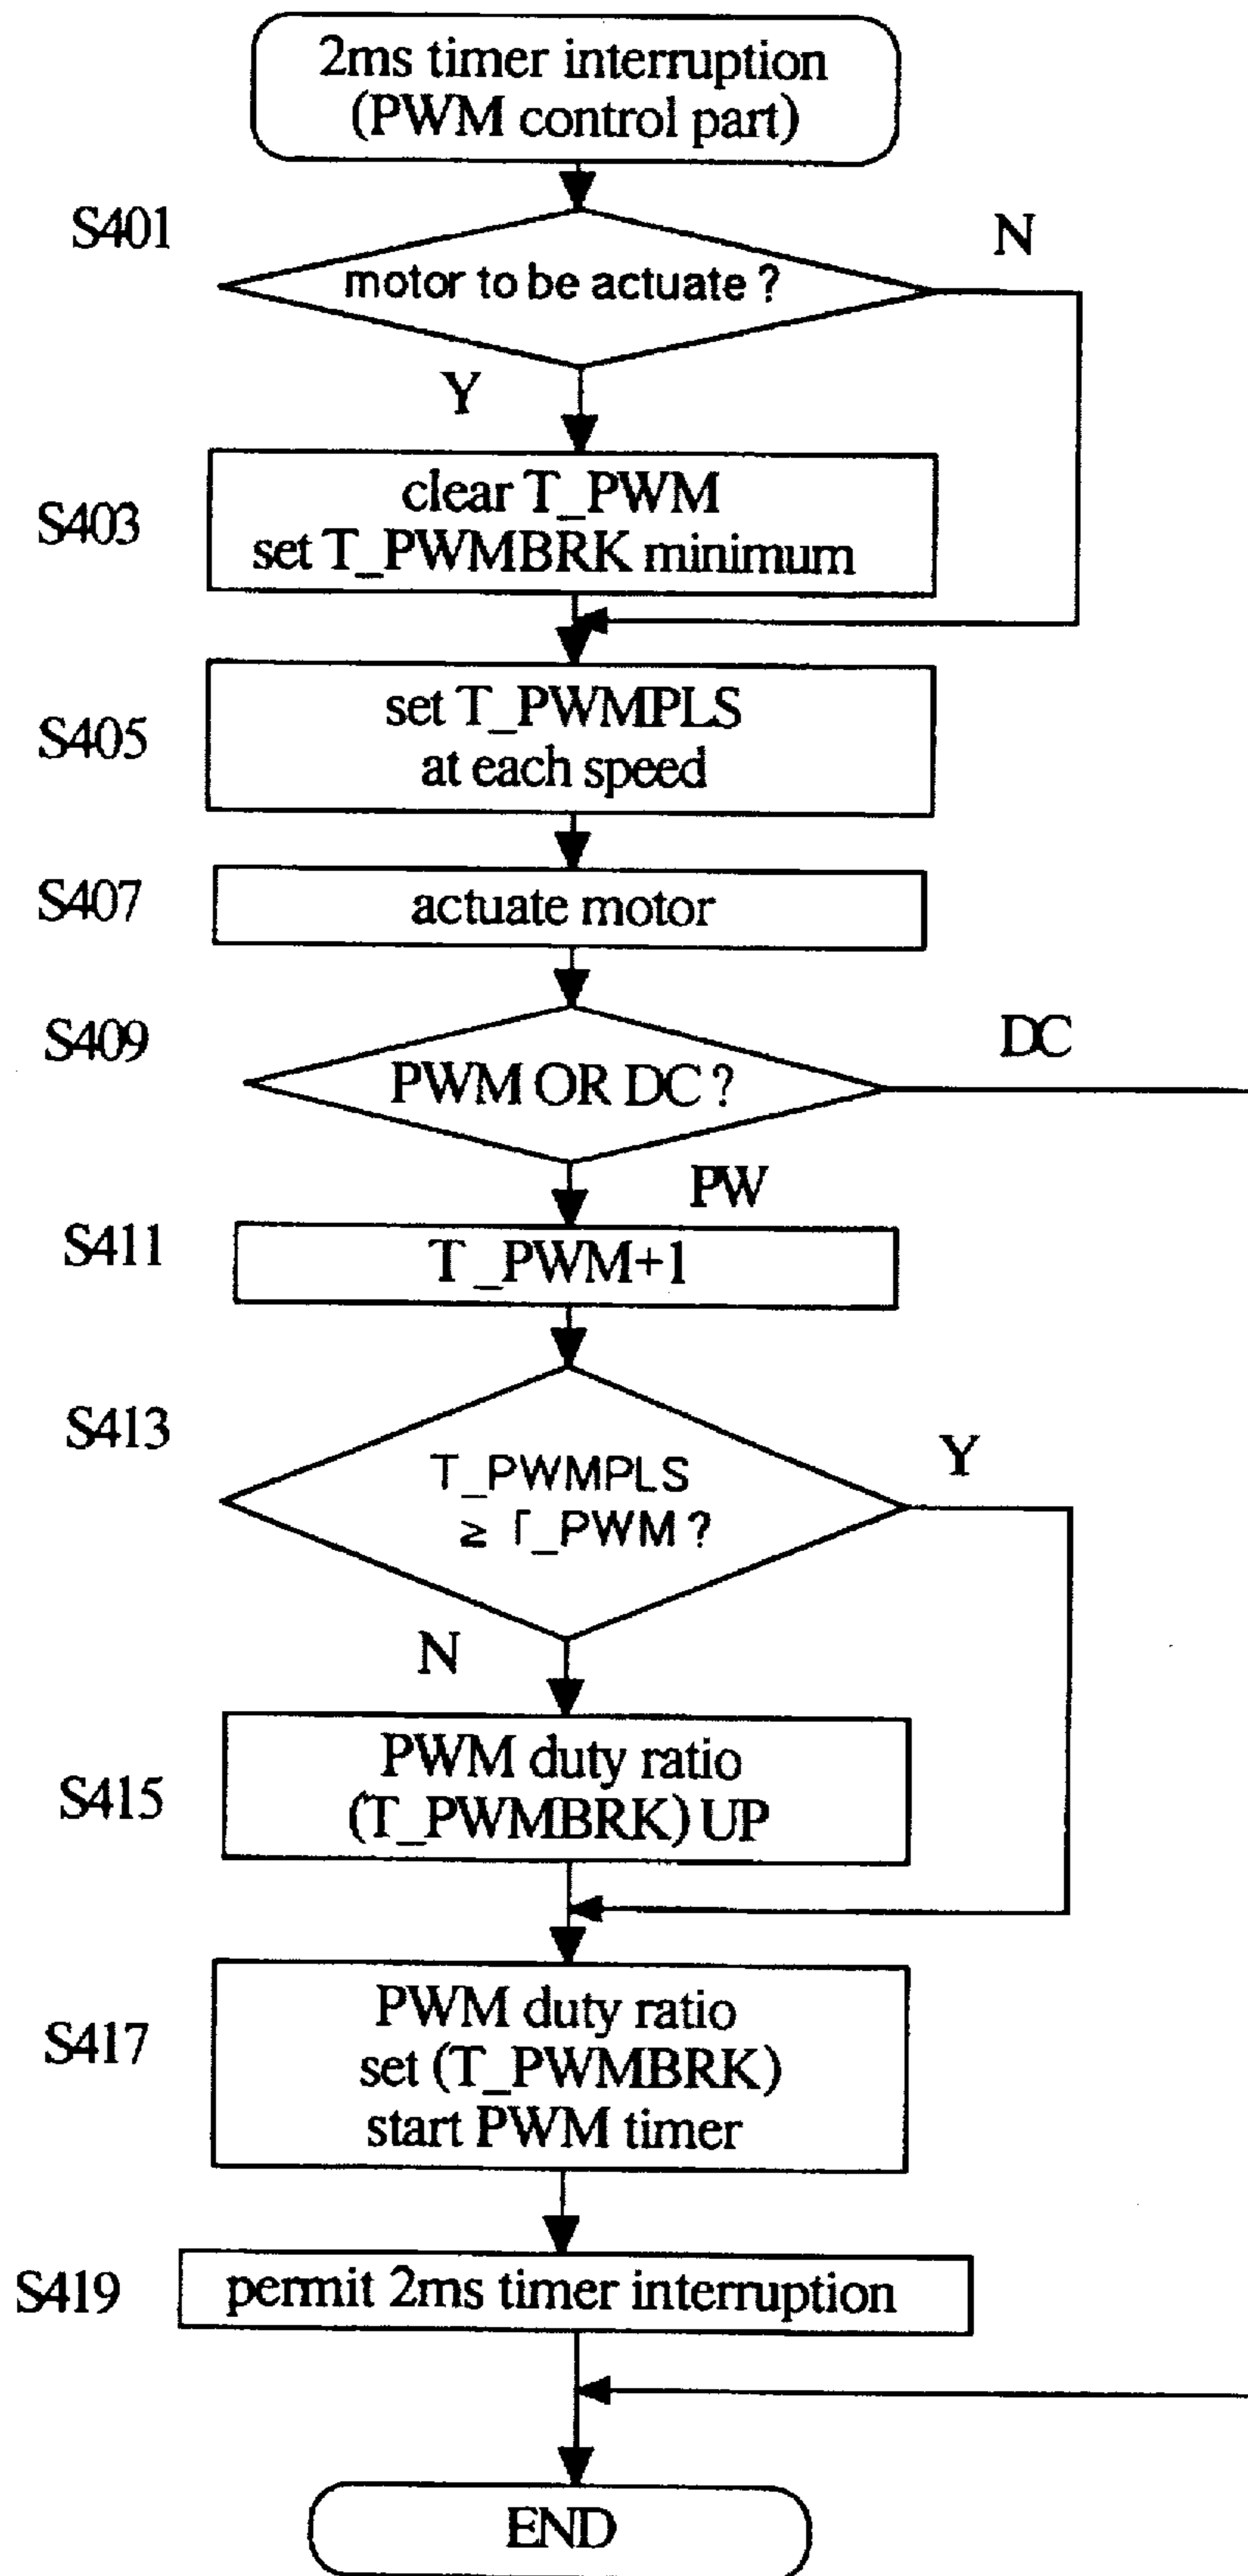 2ms timer interruption
(PWM control part)
S401
N
motor to be actuate ?
Y
S403
clear T_PWM
set T_PWMBRK minimum
S405
set T_PWMPLS
at each speed
S407
actuate motor
S409
DC
PWM OR DC ?
PW
S411
T_PWM+1
S413
Y
T_PWMPLS
≥ T_PWM ?
N
S415
PWM duty ratio
(T_PWMBRK) UP
S417
PWM duty ratio
set (T_PWMBRK)
start PWM timer
S419
permit 2ms timer interruption
END